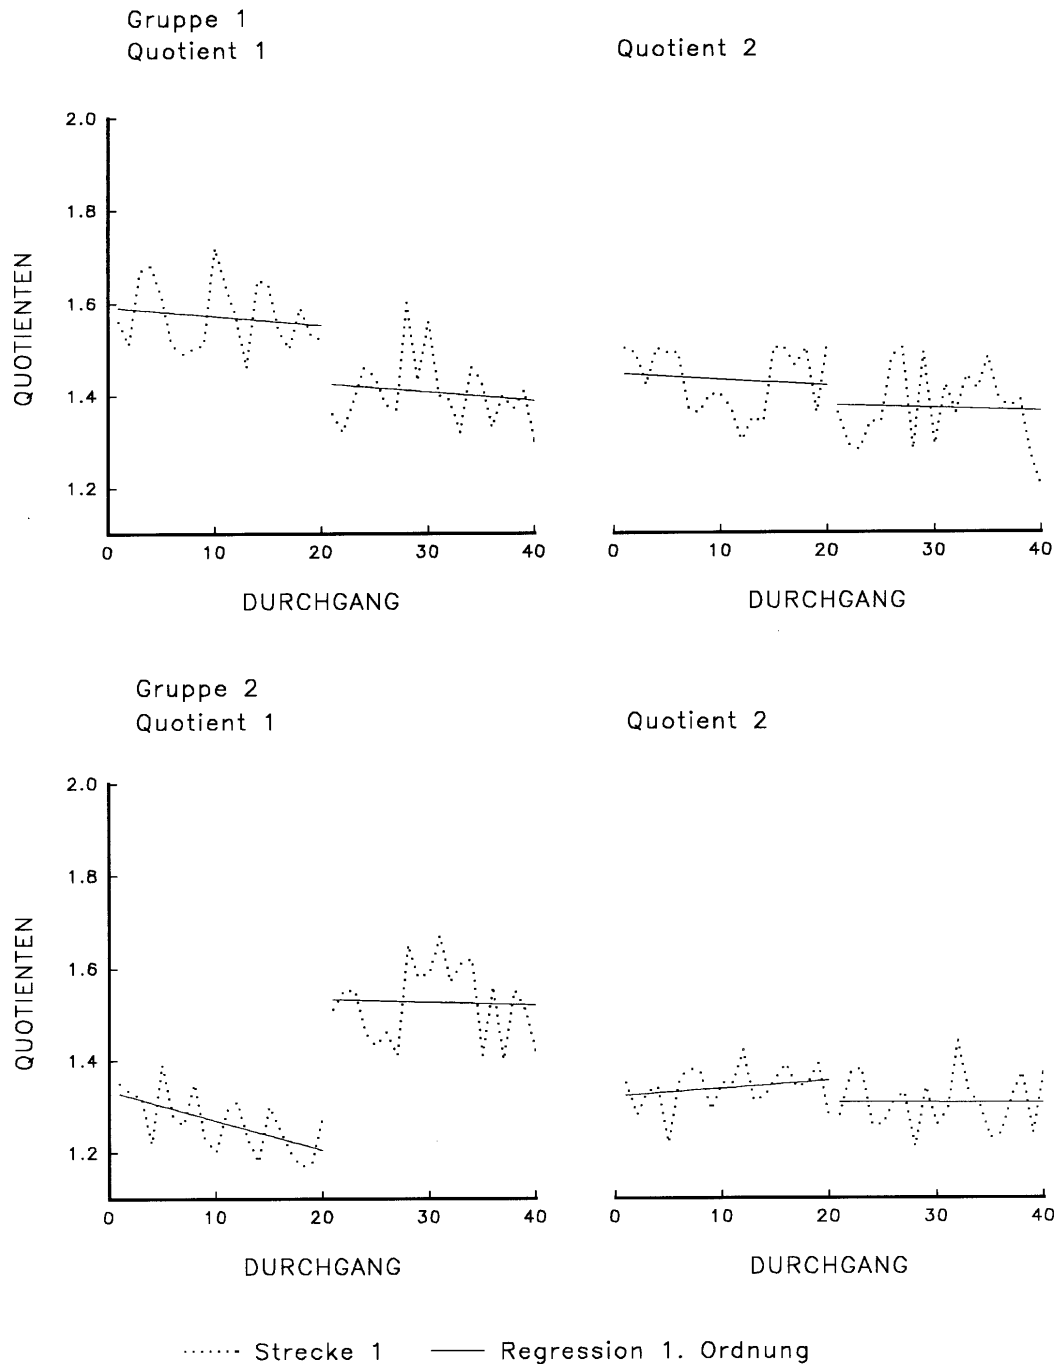 Gruppe 1
Quotient 1
Quotient 2
2.0
1.8
1.6
1.4
1.2
QUOTIENTEN
0 10 20 30 40
0 10 20 30 40
DURCHGANG
DURCHGANG
Gruppe 2
Quotient 1
Quotient 2
2.0
1.8
1.6
1.4
1.2
QUOTIENTEN
0 10 20 30 40
0 10 20 30 40
DURCHGANG
DURCHGANG
Strecke 1
Regression 1. Ordnung